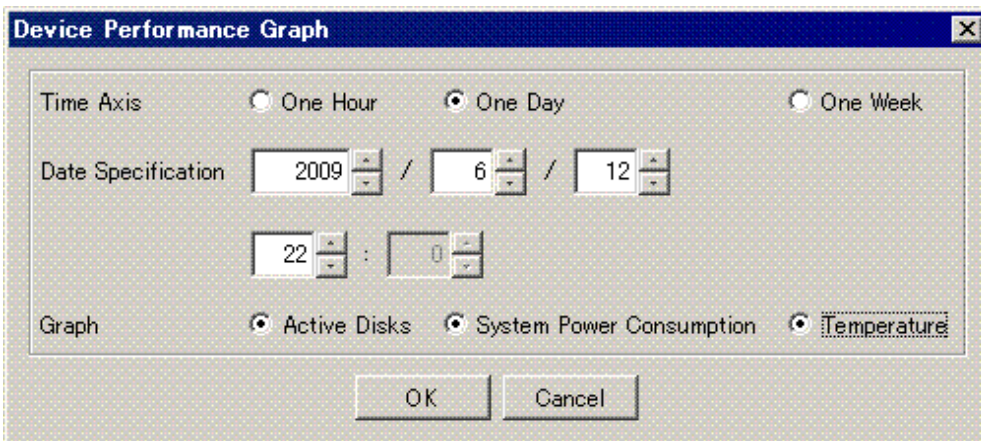 Device Performance Graph
Time Axis One Hour One Day One Week
Date Specification 2009 / 6 / 12
22 : 0
Graph Active Disks System Power Consumption Temperature
OK Cancel